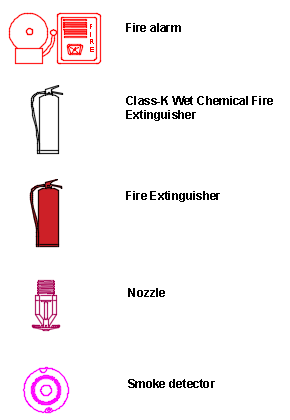 FIRE
Fire alarm
Class-K Wet Chemical Fire
Extinguisher
Fire Extinguisher
Nozzle
Smoke detector